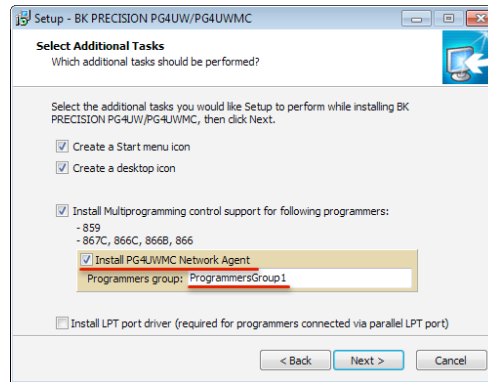 Setup - BK PRECISION PG4UW/PG4UWMC
Select Additional Tasks
Which additional tasks should be performed?
Select the additional tasks you would like Setup to perform while installing BK
PRECISION PG4UW/PG4UWMC, then click Next.
Create a Start menu icon
Create a desktop icon
Install Multiprogramming control support for following programmers:
- 859
- 867C, 866C, 866B, 866
Install PG4UWMC Network Agent
Programmers group: ProgrammersGroup1
Install LPT port driver (required for programmers connected via parallel LPT port)
< Back Next > Cancel